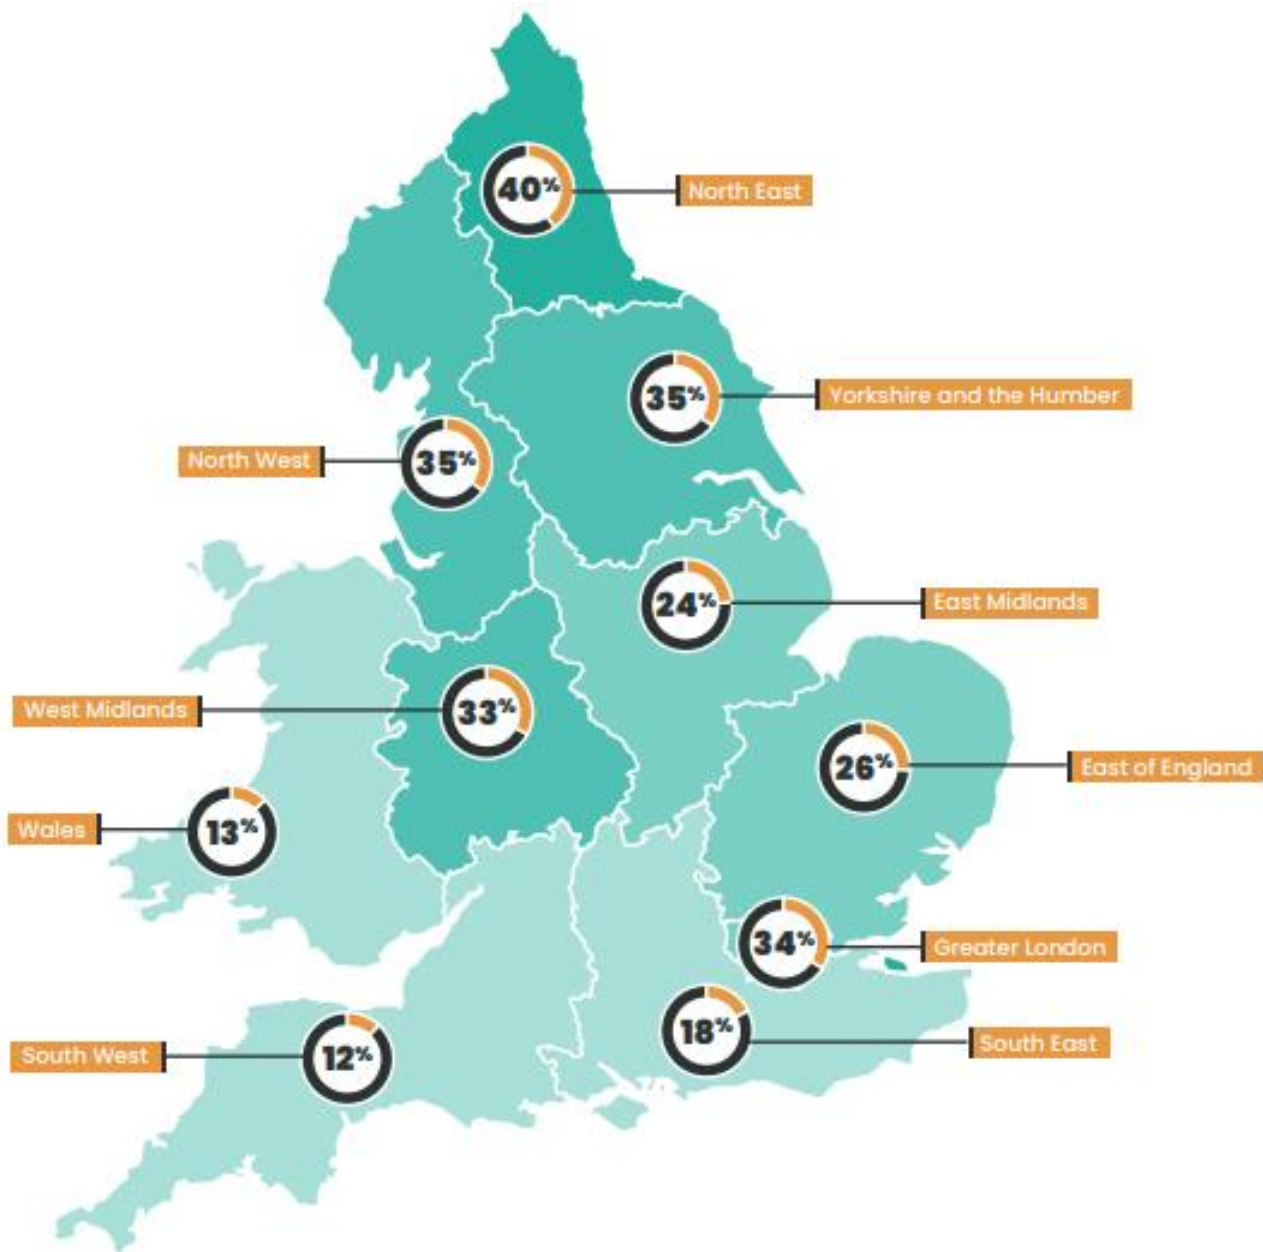 40%
North East
35%
Yorkshire and the Humber
North West
35%
24%
East Midlands
West Midlands
33%
26%
East of England
Wales
13%
34%
Greater London
18%
South East
South West
12%